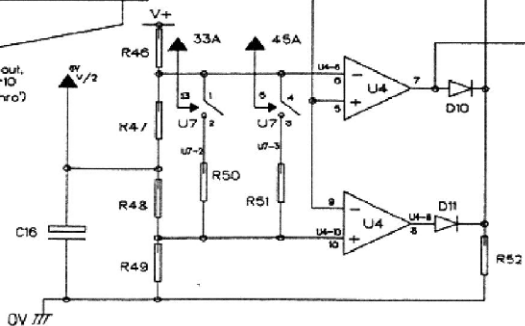 V+
33A
45A
R46
out.
-10
hro')
6V
V/2
U4-6
6
7
U4
5
D10
13
1
2
U7
6
4
3
U7
R47
U7-2
U7-3
R50
R51
R48
9
U4
U4-8
8
D11
C16
U4-10
10
R49
R52
0V